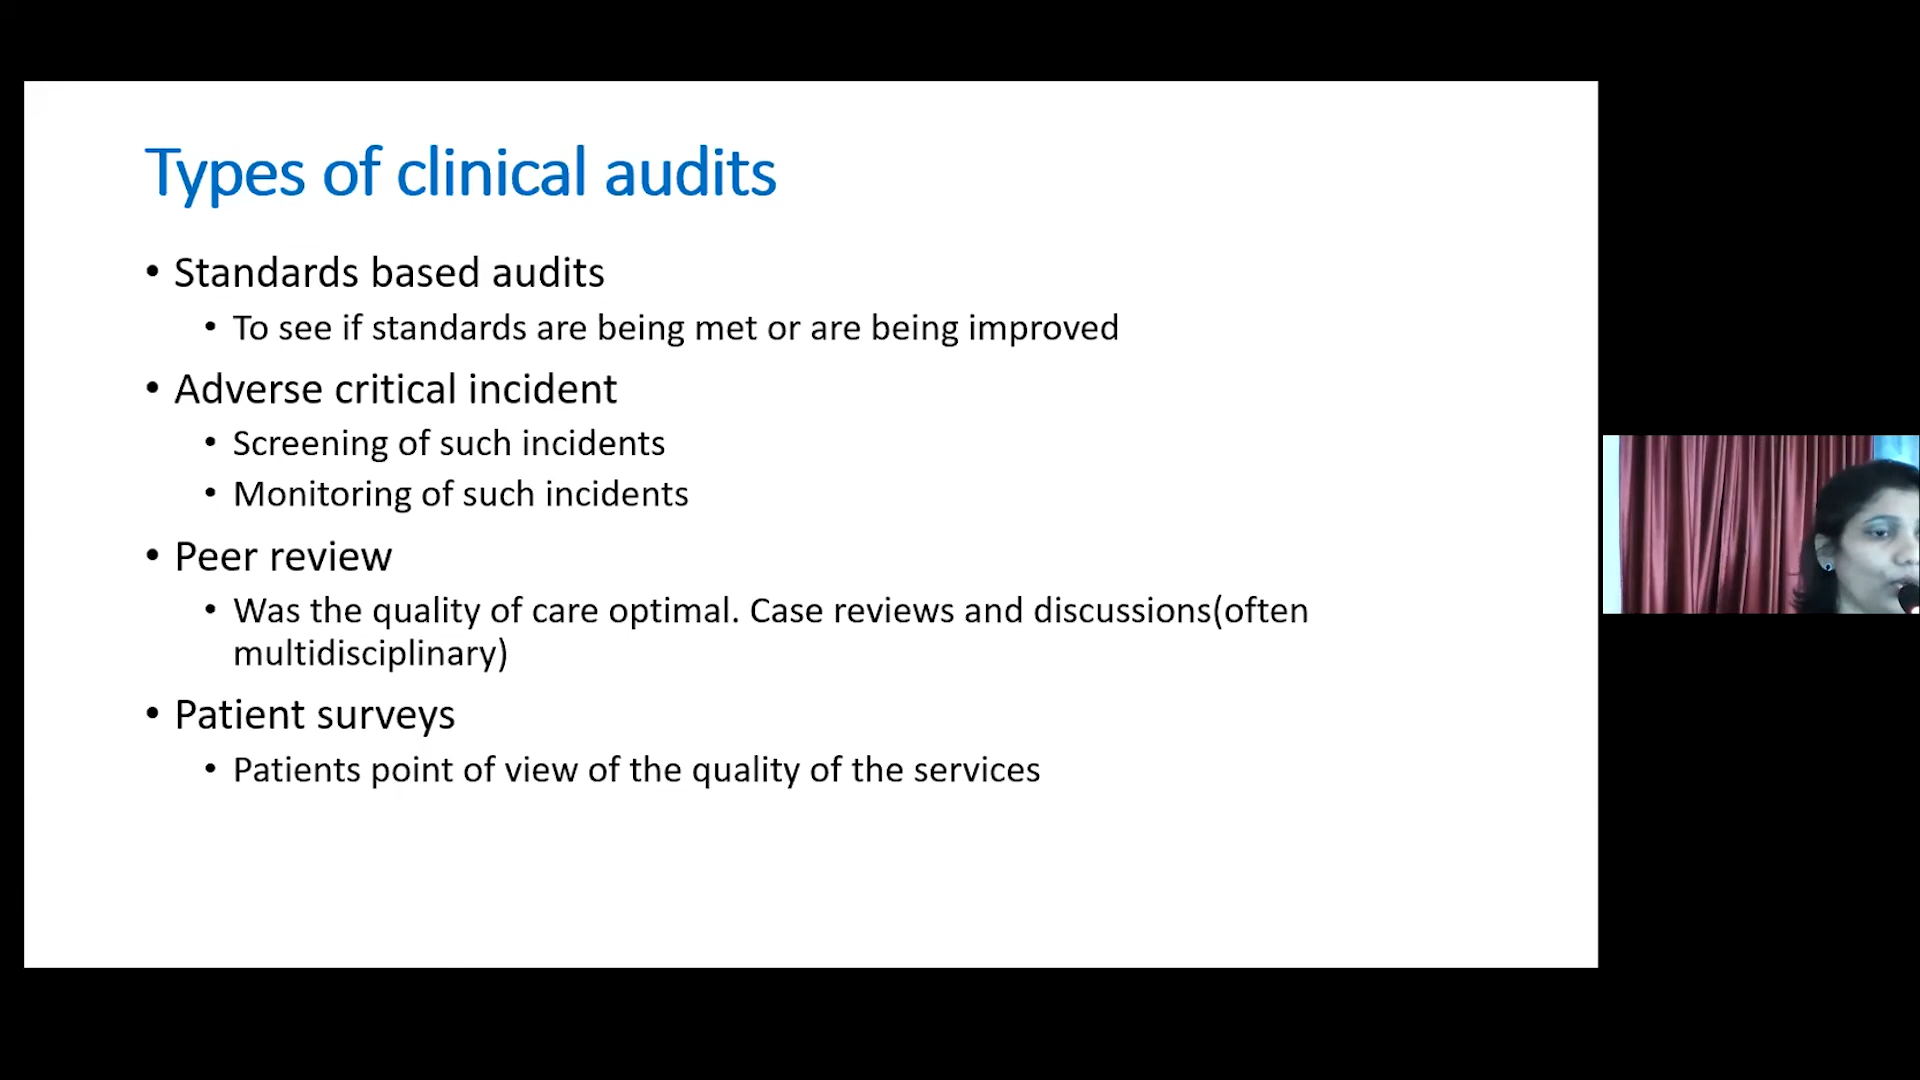 Types of clinical audits
• Standards based audits
• To see if standards are being met or are being improved
• Adverse critical incident
• Screening of such incidents
• Monitoring of such incidents
• Peer review
• Was the quality of care optimal. Case reviews and discussions(often
multidisciplinary)
• Patient surveys
• Patients point of view of the quality of the services